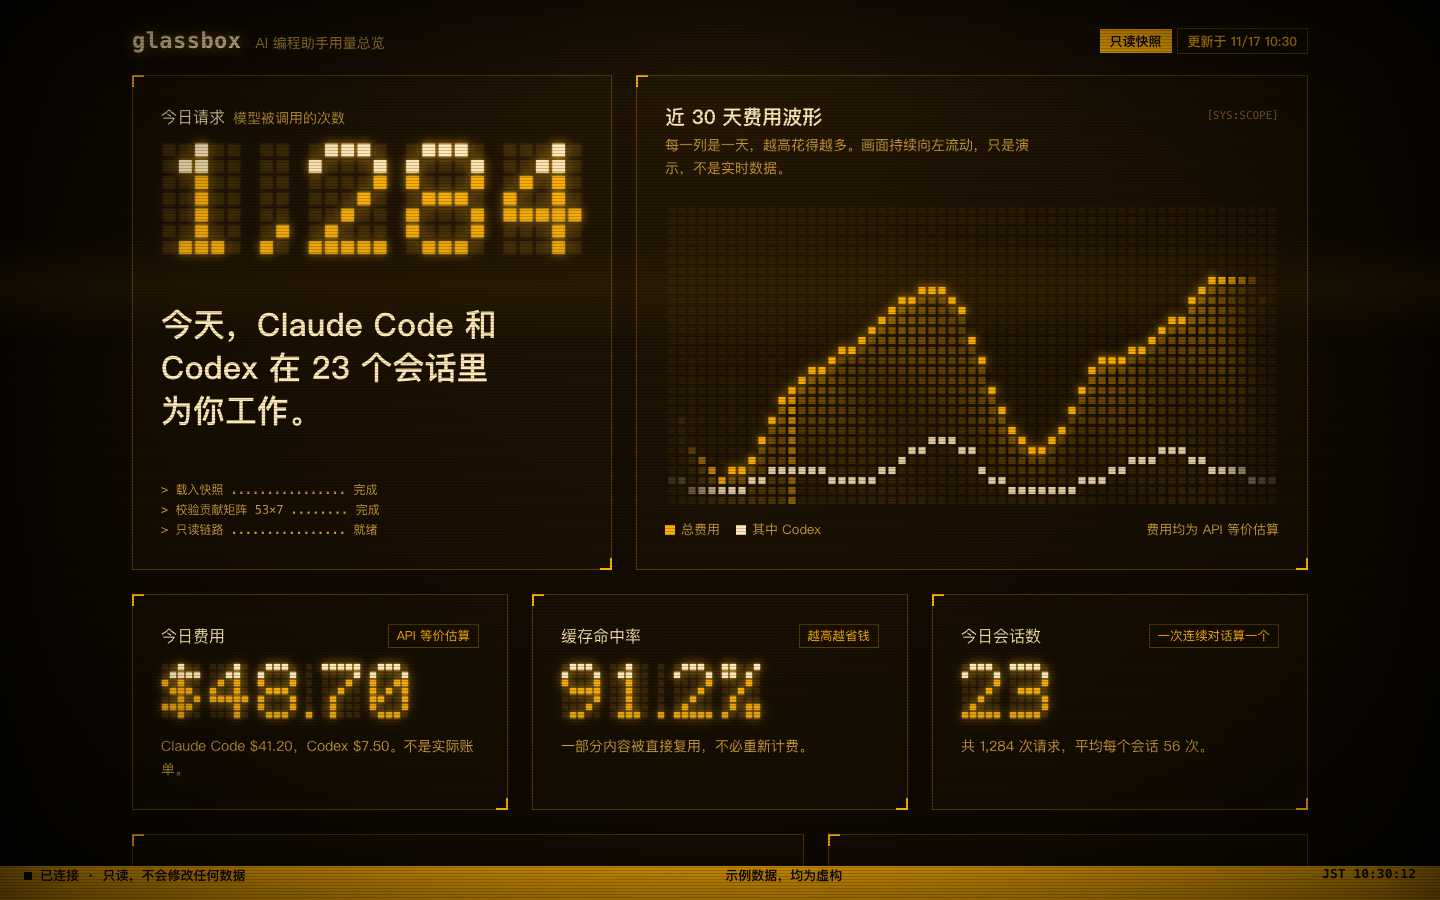 glassbox AI 编程助手用量总览
只读快照 更新于 11/17 10:30
今日请求 模型被调用的次数
1,284
今天，Claude Code 和
Codex 在 23 个会话里
为你工作。
> 载入快照 ................ 完成
> 校验贡献矩阵 53×7 ........ 完成
> 只读链路 ................ 就绪
近 30 天费用波形
[SYS:SCOPE]
每一列是一天，越高花得越多。画面持续向左流动，只是演
示，不是实时数据。
总费用 其中 Codex
费用均为 API 等价估算
今日费用 API 等价估算
$48.70
Claude Code $41.20，Codex $7.50。不是实际账
单。
缓存命中率 越高越省钱
91.2%
一部分内容被直接复用，不必重新计费。
今日会话数 一次连续对话算一个
23
共 1,284 次请求，平均每个会话 56 次。
已连接 · 只读，不会修改任何数据
示例数据，均为虚构
JST 10:30:12